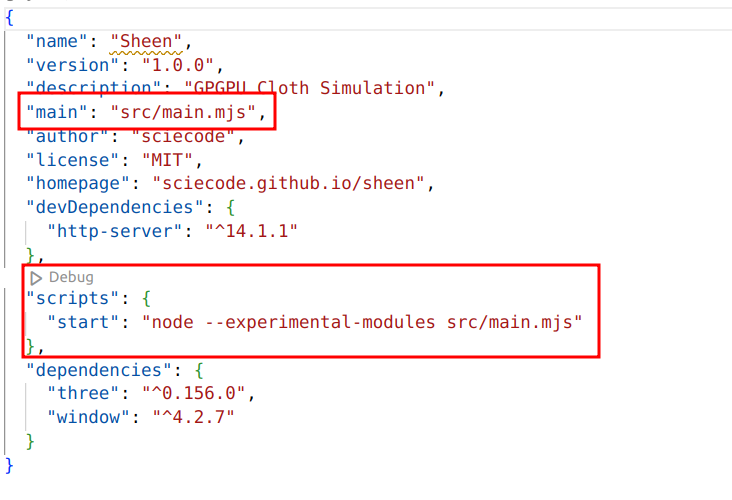 {
"name": "Sheen",
"version": "1.0.0",
"description": "GPGPU Cloth Simulation",
"main": "src/main.mjs",
"author": "sciecode",
"license": "MIT",
"homepage": "sciecode.github.io/sheen",
"devDependencies": {
"http-server": "^14.1.1"
},
Debug
"scripts": {
"start": "node --experimental-modules src/main.mjs"
},
"dependencies": {
"three": "^0.156.0",
"window": "^4.2.7"
}
}